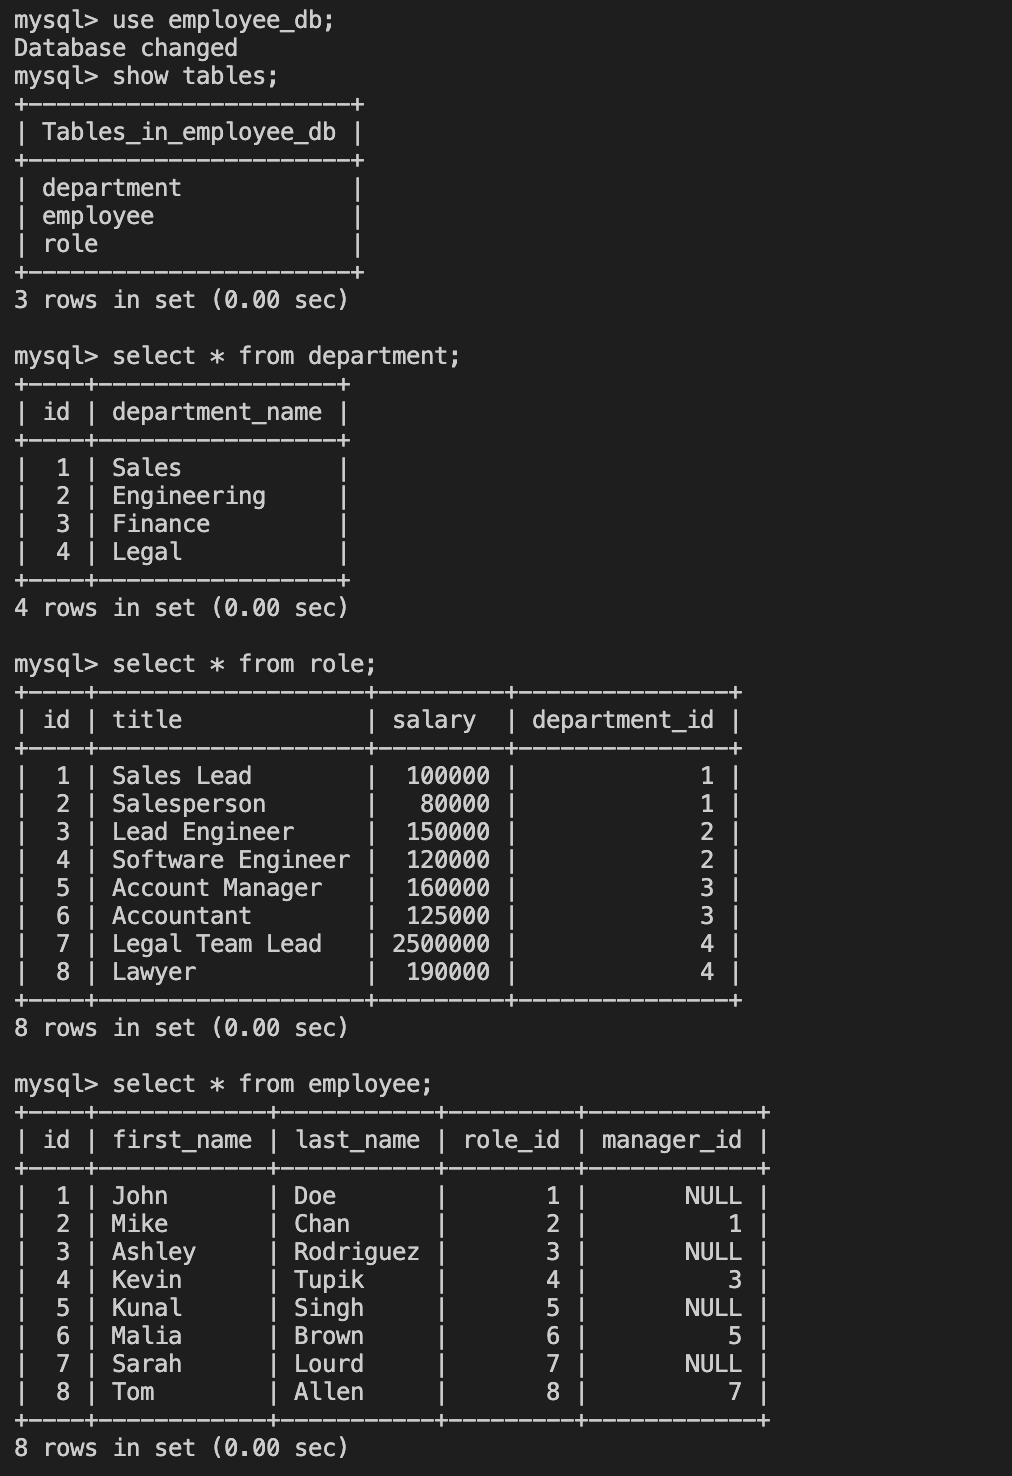 mysql> use employee_db;
Database changed
mysql> show tables;
+-----------------------+
| Tables_in_employee_db |
+-----------------------+
| department            |
| employee              |
| role                  |
+-----------------------+
3 rows in set (0.00 sec)

mysql> select * from department;
+----+-----------------+
| id | department_name |
+----+-----------------+
|  1 | Sales           |
|  2 | Engineering     |
|  3 | Finance         |
|  4 | Legal           |
+----+-----------------+
4 rows in set (0.00 sec)

mysql> select * from role;
+----+-------------------+---------+---------------+
| id | title             | salary  | department_id |
+----+-------------------+---------+---------------+
|  1 | Sales Lead        |  100000 |             1 |
|  2 | Salesperson       |   80000 |             1 |
|  3 | Lead Engineer     |  150000 |             2 |
|  4 | Software Engineer |  120000 |             2 |
|  5 | Account Manager   |  160000 |             3 |
|  6 | Accountant        |  125000 |             3 |
|  7 | Legal Team Lead   | 2500000 |             4 |
|  8 | Lawyer            |  190000 |             4 |
+----+-------------------+---------+---------------+
8 rows in set (0.00 sec)

mysql> select * from employee;
+----+------------+-----------+---------+------------+
| id | first_name | last_name | role_id | manager_id |
+----+------------+-----------+---------+------------+
|  1 | John       | Doe       |       1 |       NULL |
|  2 | Mike       | Chan      |       2 |          1 |
|  3 | Ashley     | Rodriguez |       3 |       NULL |
|  4 | Kevin      | Tupik     |       4 |          3 |
|  5 | Kunal      | Singh     |       5 |       NULL |
|  6 | Malia      | Brown     |       6 |          5 |
|  7 | Sarah      | Lourd     |       7 |       NULL |
|  8 | Tom        | Allen     |       8 |          7 |
+----+------------+-----------+---------+------------+
8 rows in set (0.00 sec)